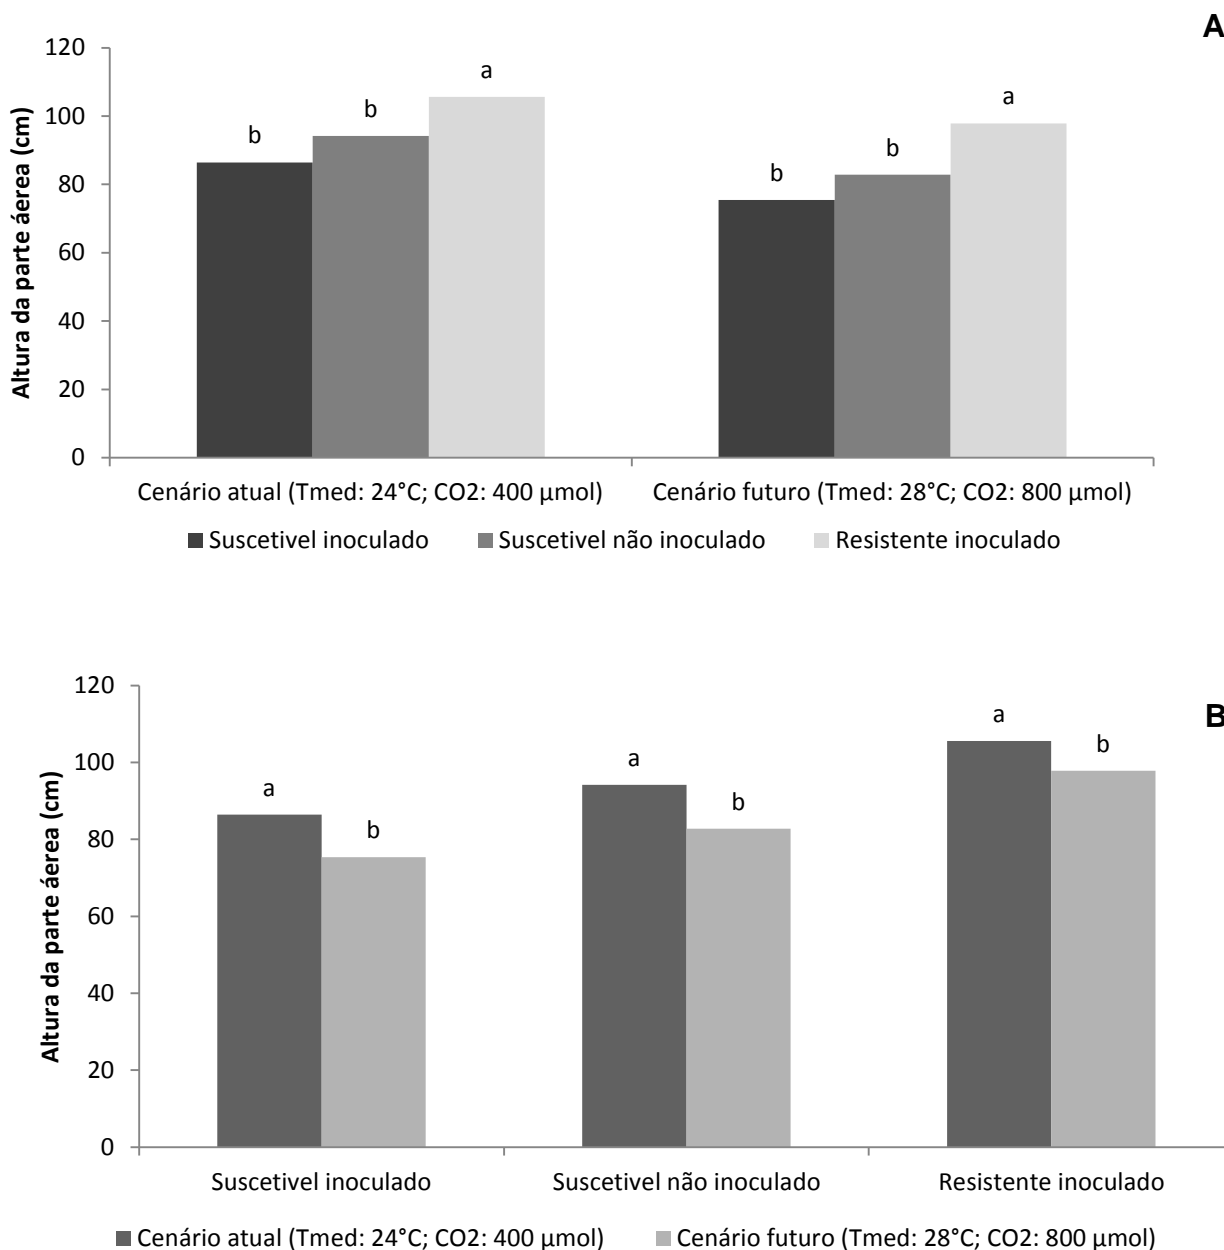 A
Altura da parte áerea (cm)
120
100
80
60
40
20
0
b
b
a
b
b
a
Cenário atual (Tmed: 24°C; CO2: 400 µmol)
Cenário futuro (Tmed: 28°C; CO2: 800 µmol)
Suscetivel inoculado
Suscetivel não inoculado
Resistente inoculado
B
Altura da parte áerea (cm)
120
100
80
60
40
20
0
a
b
a
b
a
b
Suscetivel inoculado
Suscetivel não inoculado
Resistente inoculado
Cenário atual (Tmed: 24°C; CO2: 400 µmol)
Cenário futuro (Tmed: 28°C; CO2: 800 µmol)